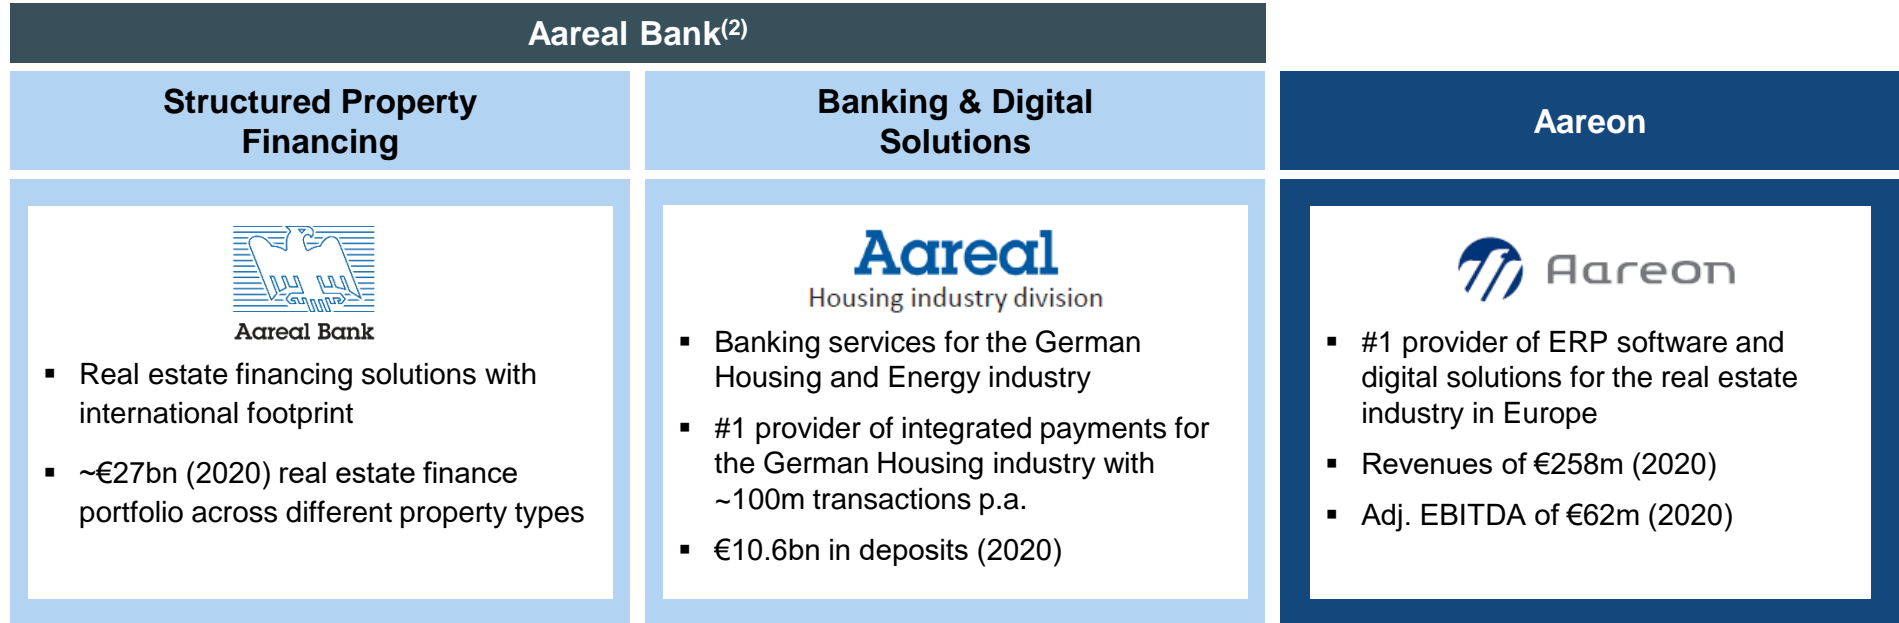 Aareal Bank(2)
Structured Property
Financing
Banking & Digital
Solutions
Aareon
Aareal Bank
▪ Real estate financing solutions with
international footprint
▪ ~€27bn (2020) real estate finance
portfolio across different property types
Aareal
Housing industry division
▪ Banking services for the German
Housing and Energy industry
▪ #1 provider of integrated payments for
the German Housing industry with
~100m transactions p.a.
▪ €10.6bn in deposits (2020)
Aareon
▪ #1 provider of ERP software and
digital solutions for the real estate
industry in Europe
▪ Revenues of €258m (2020)
▪ Adj. EBITDA of €62m (2020)